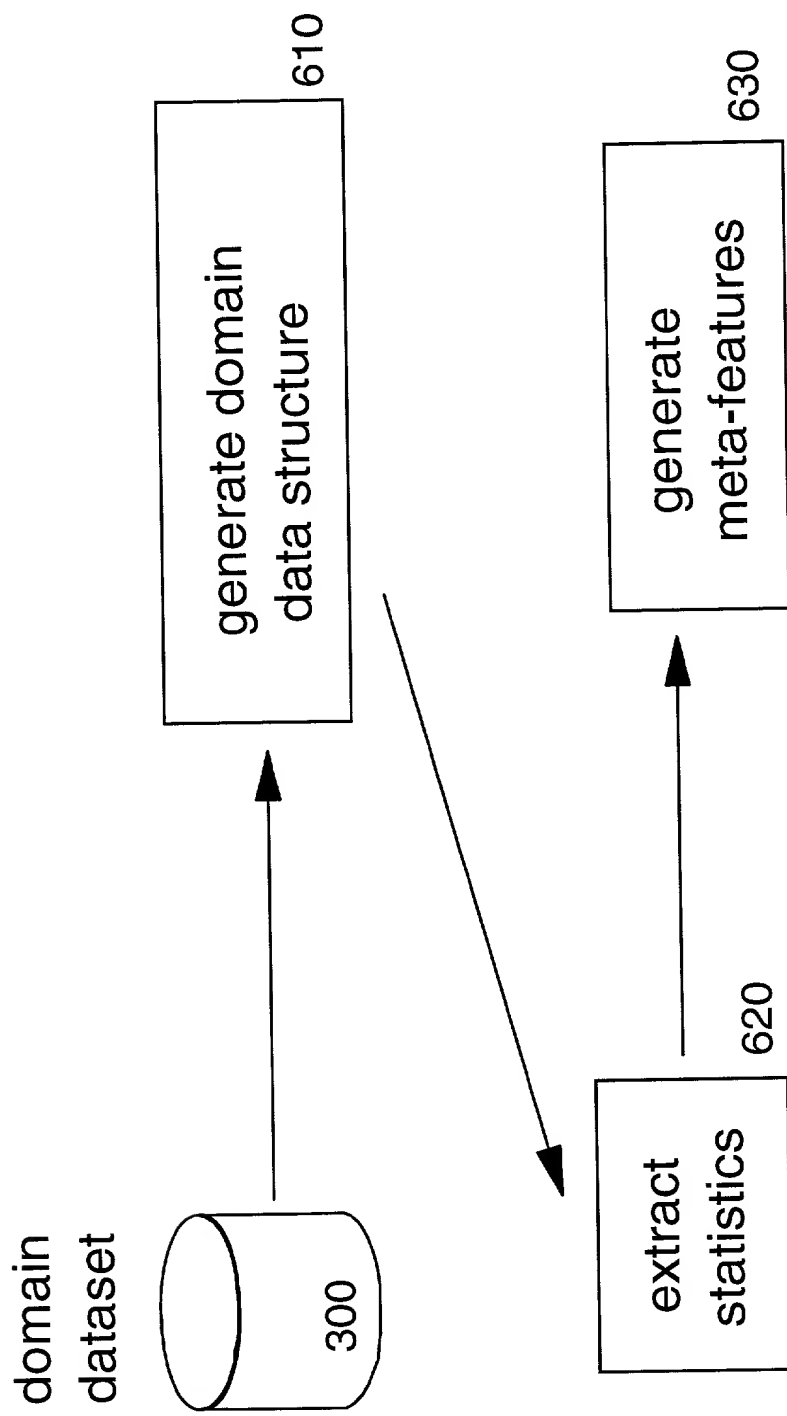 domain
dataset
300
generate domain
data structure
610
extract
statistics
620
generate
meta-features
630